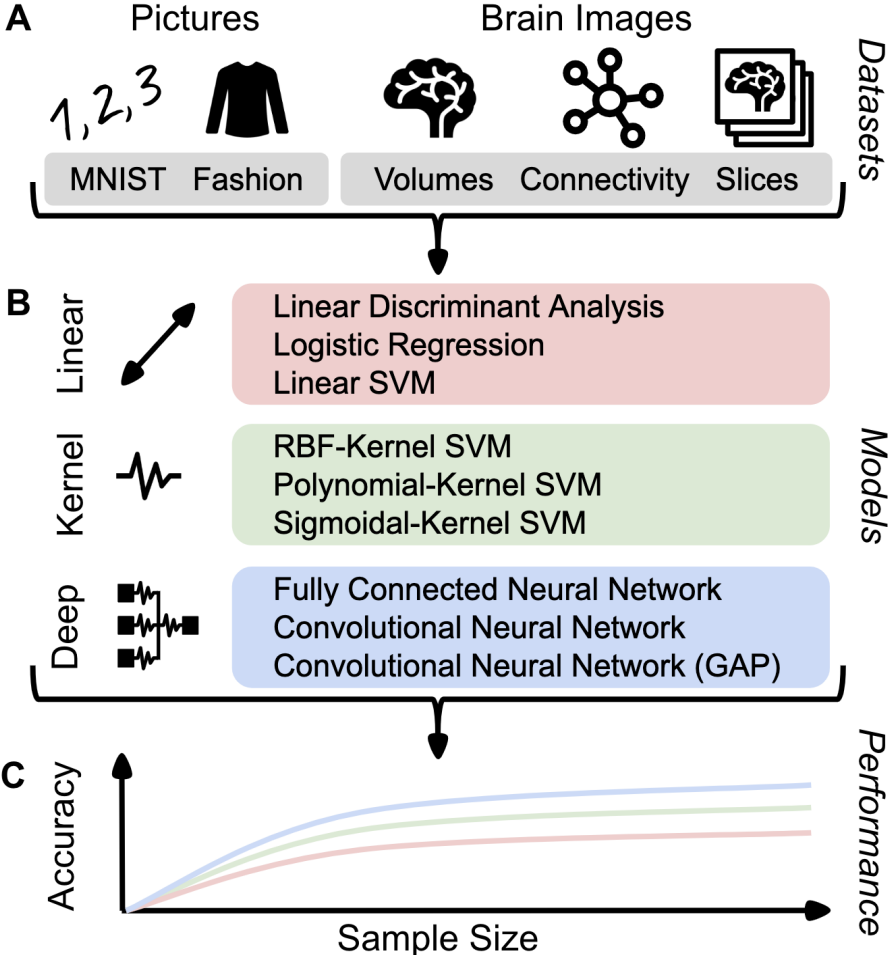 A
Pictures
Brain Images
Datasets
1, 2, 3
MNIST Fashion
Volumes Connectivity Slices
B
Linear
Linear Discriminant Analysis
Logistic Regression
Linear SVM
Kernel
RBF-Kernel SVM
Polynomial-Kernel SVM
Sigmoidal-Kernel SVM
Models
Deep
Fully Connected Neural Network
Convolutional Neural Network
Convolutional Neural Network (GAP)
C
Accuracy
Sample Size
Performance